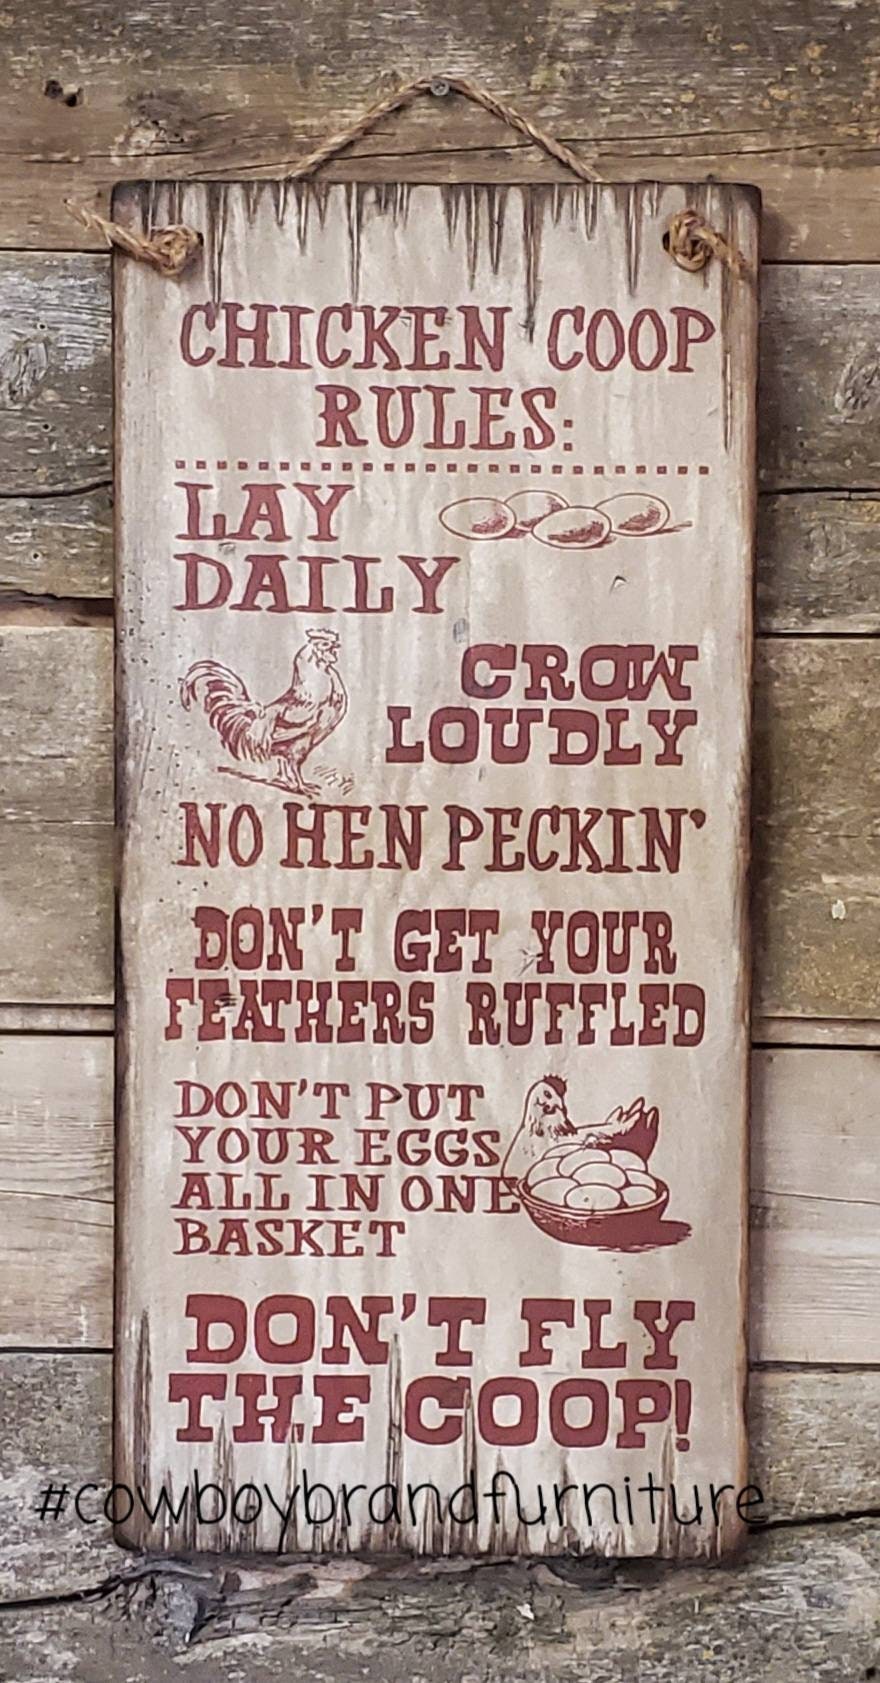 CHICKEN COOP
RULES:
LAY
DAILY
CROW
LOUDLY
NO HEN PECKIN'
DON'T GET YOUR
FEATHERS RUFFLED
DON'T PUT
YOUR EGGS
ALL IN ONE
BASKET
DON'T FLY
THE COOP!
#cowboybrandfurniture